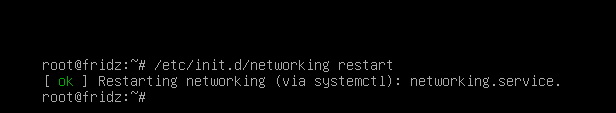 root@fridz:~# /etc/init.d/networking restart
[ ok ] Restarting networking (via systemctl): networking.service.
root@fridz:~#